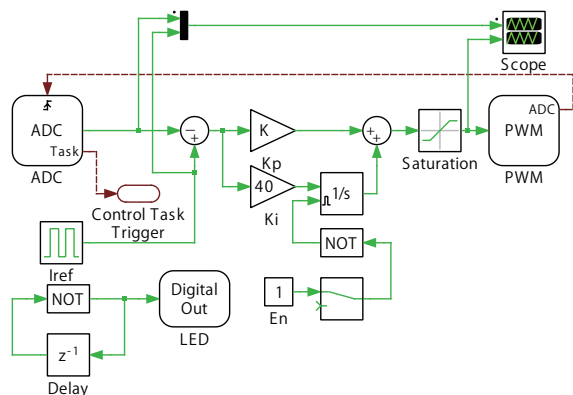 Scope
ADC
Task
ADC
K
Kp
40
Ki
1/s
Saturation
ADC
PWM
PWM
Control Task
Trigger
Iref
NOT
1
En
NOT
Digital
Out
LED
z-1
Delay